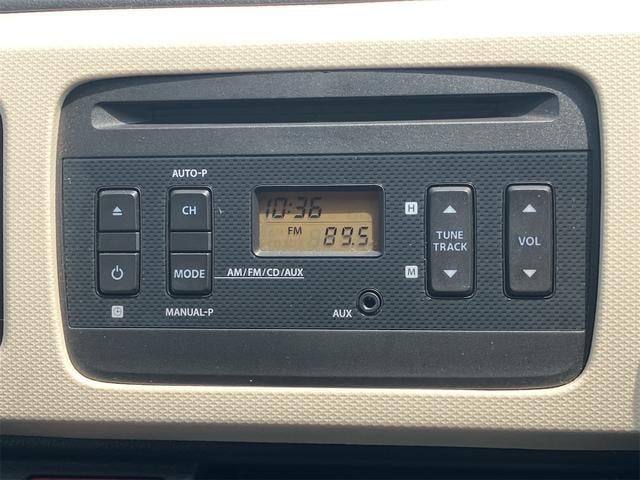 AUTO-P
CH
MODE
AM/FM/CD/AUX
MANUAL-P
10:36
FM
89.5
AUX
H
M
TUNE
TRACK
VOL